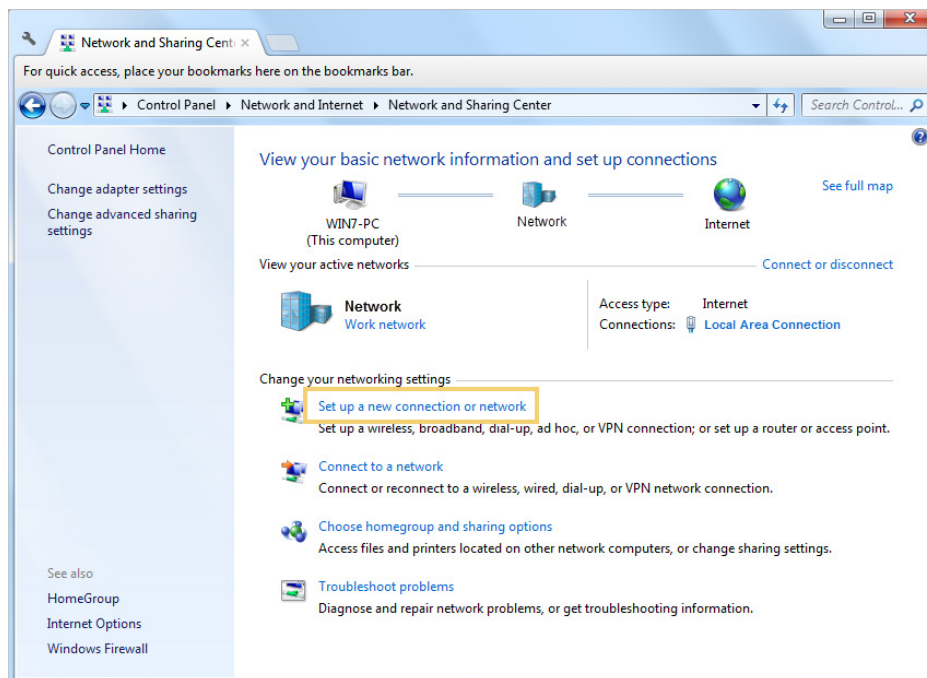 Network and Sharing Cent
For quick access, place your bookmarks here on the bookmarks bar.
Control Panel Network and Internet Network and Sharing Center Search Control...
Control Panel Home
Change adapter settings
Change advanced sharing
settings
View your basic network information and set up connections
See full map
WIN7-PC
(This computer)
Network
Internet
View your active networks
Connect or disconnect
Network
Work network
Access type: Internet
Connections: Local Area Connection
Change your networking settings
Set up a new connection or network
Set up a wireless, broadband, dial-up, ad hoc, or VPN connection; or set up a router or access point.
Connect to a network
Connect or reconnect to a wireless, wired, dial-up, or VPN network connection.
Choose homegroup and sharing options
Access files and printers located on other network computers, or change sharing settings.
Troubleshoot problems
Diagnose and repair network problems, or get troubleshooting information.
See also
HomeGroup
Internet Options
Windows Firewall